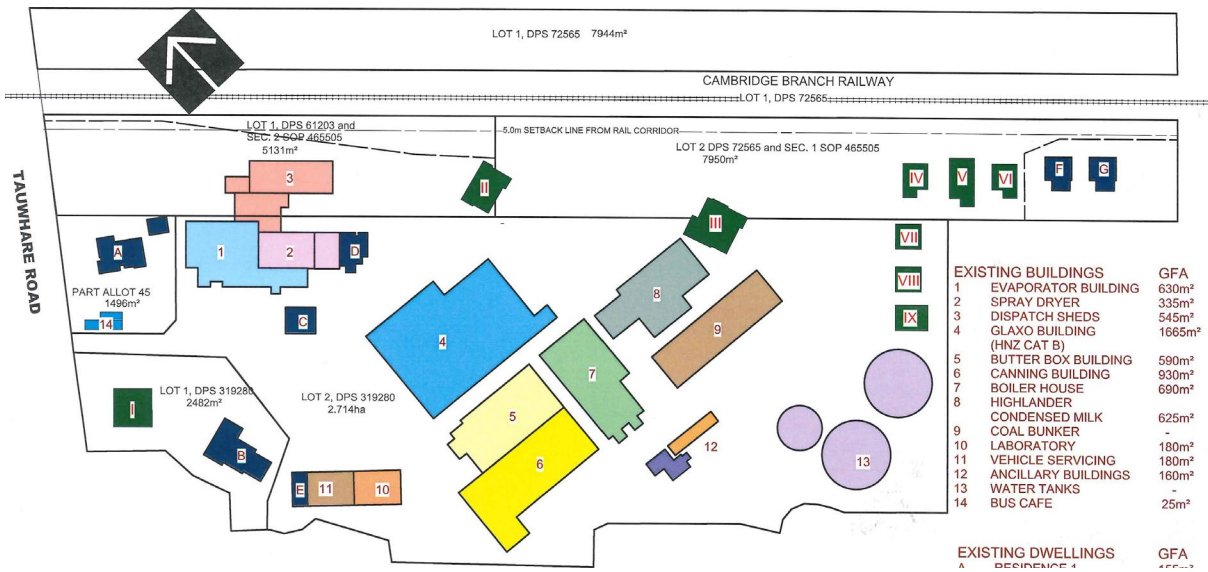 LOT 1, DPS 72565 7944m²
CAMBRIDGE BRANCH RAILWAY
LOT 1, DPS 72565
LOT 1, DPS 61203 and
SEC. 2 SOP 465505
5131m²
5.0m SETBACK LINE FROM RAIL CORRIDOR
LOT 2 DPS 72565 and SEC. 1 SOP 465505
7950m²
TAUWHARE ROAD
3
II
IV
V
VI
F
G
A
1
2
D
III
VII
PART ALLOT 45
1496m²
14
C
4
8
9
VIII
IX
7
I
LOT 1, DPS 319280
2482m²
LOT 2, DPS 319280
2.714ha
5
B
6
12
13
E
11
10
EXISTING BUILDINGS GFA
1 EVAPORATOR BUILDING 630m²
2 SPRAY DRYER 335m²
3 DISPATCH SHEDS 545m²
4 GLAXO BUILDING 1665m²
(HNZ CAT B)
5 BUTTER BOX BUILDING 590m²
6 CANNING BUILDING 930m²
7 BOILER HOUSE 690m²
8 HIGHLANDER
CONDENSED MILK 625m²
9 COAL BUNKER -
10 LABORATORY 180m²
11 VEHICLE SERVICING 180m²
12 ANCILLARY BUILDINGS 160m²
13 WATER TANKS -
14 BUS CAFE 25m²
EXISTING DWELLINGS GFA
A RESIDENCE 1 155m²